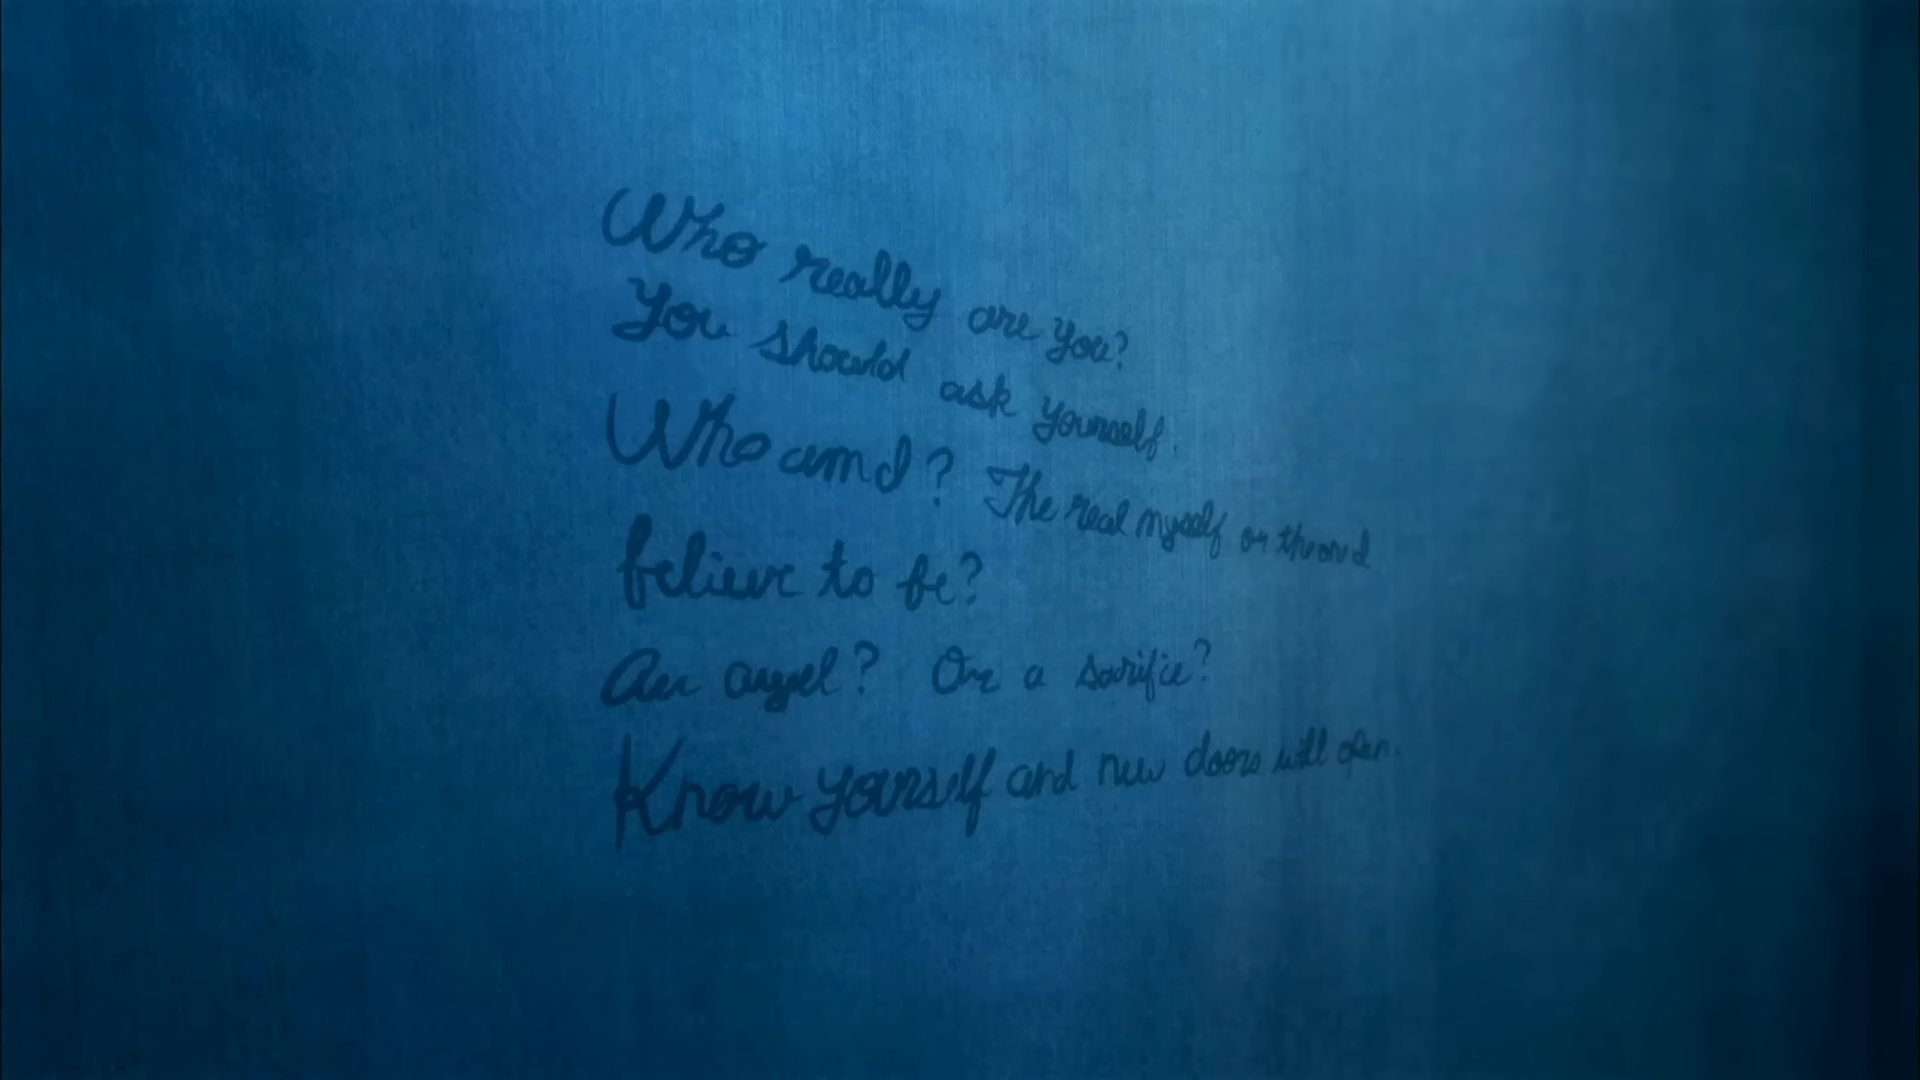 Who really are you?
You should ask yourself.
Who am I? The real myself or the one I
believe to be?
An angel? Or a sacrifice?
Know yourself and new doors will open.